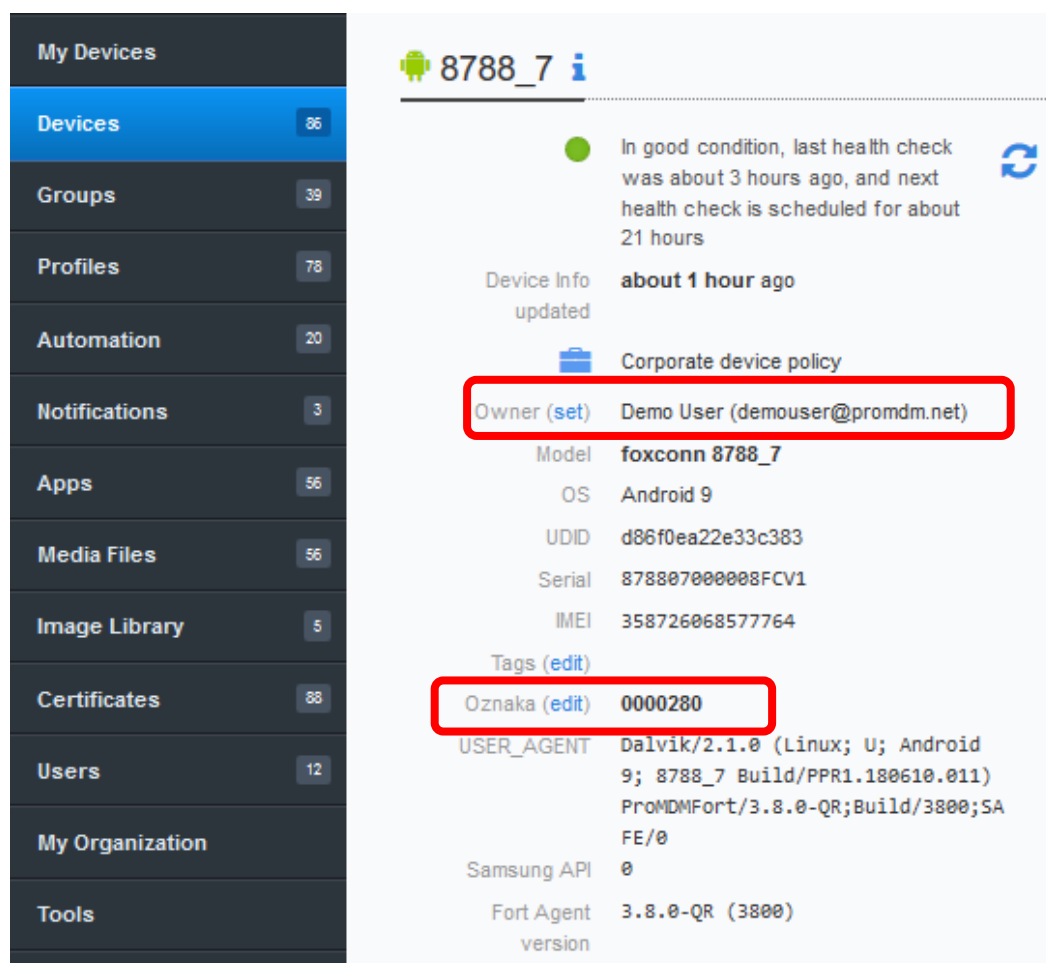 My Devices
Devices 86
Groups 39
Profiles 78
Automation 20
Notifications 3
Apps 56
Media Files 56
Image Library 5
Certificates 88
Users 12
My Organization
Tools
8788_7 i
In good condition, last health check
was about 3 hours ago, and next
health check is scheduled for about
21 hours
Device Info about 1 hour ago
updated
Corporate device policy
Owner (set) Demo User (demouser@promdm.net)
Model foxconn 8788_7
OS Android 9
UDID d86f0ea22e33c383
Serial 878807000008FCV1
IMEI 358726068577764
Tags (edit)
Oznaka (edit) 0000280
USER_AGENT Dalvik/2.1.0 (Linux; U; Android
9; 8788_7 Build/PPR1.180610.011)
ProMDMFort/3.8.0-QR;Build/3800;SA
FE/0
Samsung API 0
Fort Agent 3.8.0-QR (3800)
version